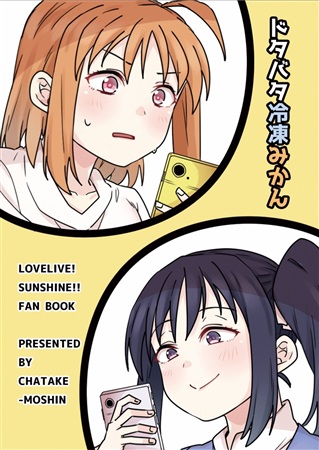 ドタバタ冷凍みかん
LOVELIVE!
SUNSHINE!!
FAN BOOK
PRESENTED
BY
CHATAKE
-MOSHIN